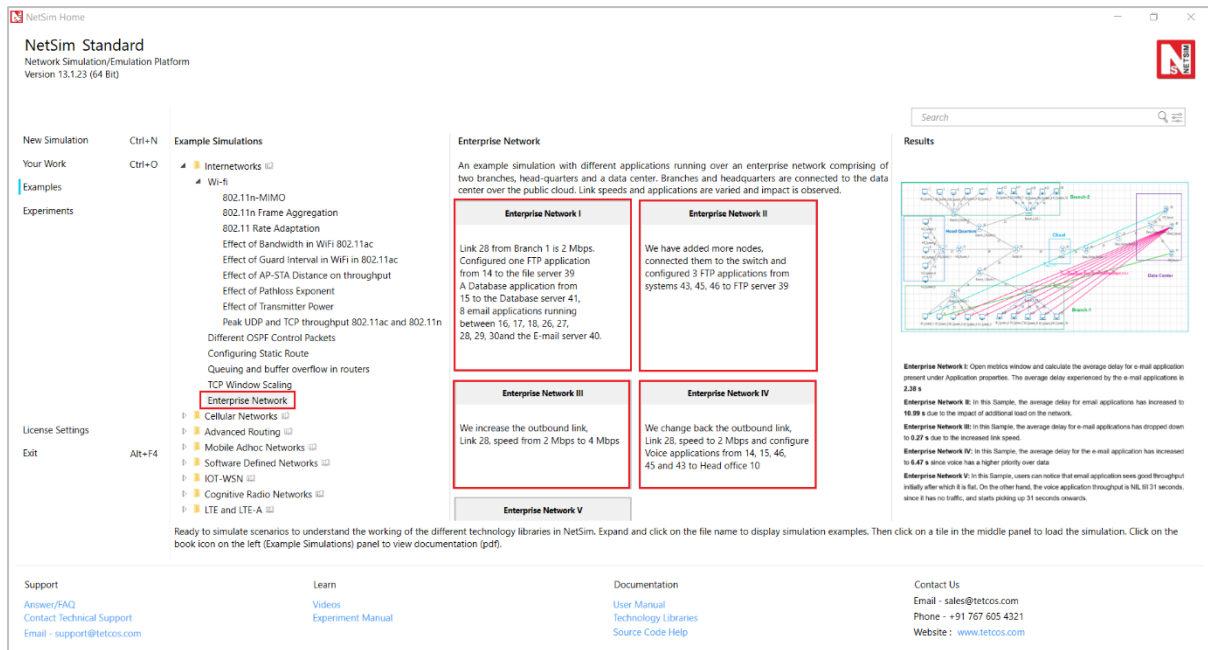 NetSim Home
NetSim Standard
Network Simulation/Emulation Platform
Version 13.1.23 (64 Bit)
NETSIM
Search
New Simulation Ctrl+N
Your Work Ctrl+O
Examples
Experiments
License Settings
Exit Alt+F4
Example Simulations
Internetworks
Wi-fi
802.11n-MIMO
802.11n Frame Aggregation
802.11 Rate Adaptation
Effect of Bandwidth in WiFi 802.11ac
Effect of Guard Interval in WiFi in 802.11ac
Effect of AP-STA Distance on throughput
Effect of Pathloss Exponent
Effect of Transmitter Power
Peak UDP and TCP throughput 802.11ac and 802.11n
Different OSPF Control Packets
Configuring Static Route
Queuing and buffer overflow in routers
TCP Window Scaling
Enterprise Network
Cellular Networks
Advanced Routing
Mobile Adhoc Networks
Software Defined Networks
IOT-WSN
Cognitive Radio Networks
LTE and LTE-A
Enterprise Network
An example simulation with different applications running over an enterprise network comprising of
two branches, head-quarters and a data center. Branches and headquarters are connected to the data
center over the public cloud. Link speeds and applications are varied and impact is observed.
Enterprise Network I
Link 28 from Branch 1 is 2 Mbps.
Configured one FTP application
from 14 to the file server 39
A Database application from
15 to the Database server 41,
8 email applications running
between 16, 17, 18, 26, 27,
28, 29, 30and the E-mail server 40.
Enterprise Network II
We have added more nodes,
connected them to the switch and
configured 3 FTP applications from
systems 43, 45, 46 to FTP server 39
Enterprise Network III
We increase the outbound link,
Link 28, speed from 2 Mbps to 4 Mbps
Enterprise Network IV
We change back the outbound link,
Link 28, speed to 2 Mbps and configure
Voice applications from 14, 15, 46,
45 and 43 to Head office 10
Enterprise Network V
Results
Branch-2
Head Quarters
Cloud
Data Center
Branch-1
Enterprise Network I: Open metrics window and calculate the average delay for e-mail application
present under Application properties. The average delay experienced by the e-mail applications is
2.38 s
Enterprise Network II: In this Sample, the average delay for email applications has increased to
10.99 s due to the impact of additional load on the network.
Enterprise Network III: In this Sample, the average delay for e-mail applications has dropped down
to 0.27 s due to the increased link speed.
Enterprise Network IV: In this Sample, the average delay for the e-mail application has increased
to 6.47 s since voice has a higher priority over data
Enterprise Network V: In this Sample, users can notice that email application sees good throughput
initially after which it is flat. On the other hand, the voice application throughput is NIL till 31 seconds,
since it has no traffic, and starts picking up 31 seconds onwards.
Ready to simulate scenarios to understand the working of the different technology libraries in NetSim. Expand and click on the file name to display simulation examples. Then click on a tile in the middle panel to load the simulation. Click on the
book icon on the left (Example Simulations) panel to view documentation (pdf).
Support
Answer/FAQ
Contact Technical Support
Email - support@tetcos.com
Learn
Videos
Experiment Manual
Documentation
User Manual
Technology Libraries
Source Code Help
Contact Us
Email - sales@tetcos.com
Phone - +91 767 605 4321
Website : www.tetcos.com